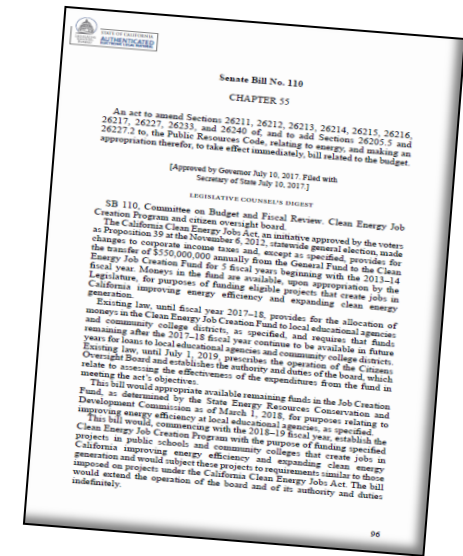 STATE OF CALIFORNIA
AUTHENTICATED
ELECTRONIC LEGAL MATERIAL
Senate Bill No. 110
CHAPTER 55
An act to amend Sections 26211, 26212, 26213, 26214, 26215, 26216,
26217, 26227, 26233, and 26240 of, and to add Sections 26205.5 and
26227.2 to, the Public Resources Code, relating to energy, and making an
appropriation therefor, to take effect immediately, bill related to the budget.
[Approved by Governor July 10, 2017. Filed with
Secretary of State July 10, 2017.]
LEGISLATIVE COUNSEL'S DIGEST
SB 110, Committee on Budget and Fiscal Review. Clean Energy Job
Creation Program and citizen oversight board.
The California Clean Energy Jobs Act, an initiative approved by the voters
as Proposition 39 at the November 6, 2012, statewide general election, made
changes to corporate income taxes and, except as specified, provides for
the transfer of $550,000,000 annually from the General Fund to the Clean
Energy Job Creation Fund for 5 fiscal years beginning with the 2013–14
fiscal year. Moneys in the fund are available, upon appropriation by the
Legislature, for purposes of funding eligible projects that create jobs in
California improving energy efficiency and expanding clean energy
generation.
Existing law, until fiscal year 2017–18, provides for the allocation of
moneys in the Clean Energy Job Creation Fund to local educational agencies
and community college districts, as specified, and requires that funds
remaining after the 2017–18 fiscal year continue to be available in future
years for loans to local educational agencies and community college districts.
Existing law, until July 1, 2019, prescribes the operation of the Citizens
Oversight Board and establishes the authority and duties of the board, which
relate to assessing the effectiveness of the expenditures from the fund in
meeting the act's objectives.
This bill would appropriate available remaining funds in the Job Creation
Fund, as determined by the State Energy Resources Conservation and
Development Commission as of March 1, 2018, for purposes relating to
improving energy efficiency at local educational agencies, as specified.
This bill would, commencing with the 2018–19 fiscal year, establish the
Clean Energy Job Creation Program with the purpose of funding specified
projects in public schools and community colleges that create jobs in
California improving energy efficiency and expanding clean energy
generation and would subject these projects to requirements similar to those
imposed on projects under the California Clean Energy Jobs Act. The bill
would extend the operation of the board and of its authority and duties
indefinitely.
96